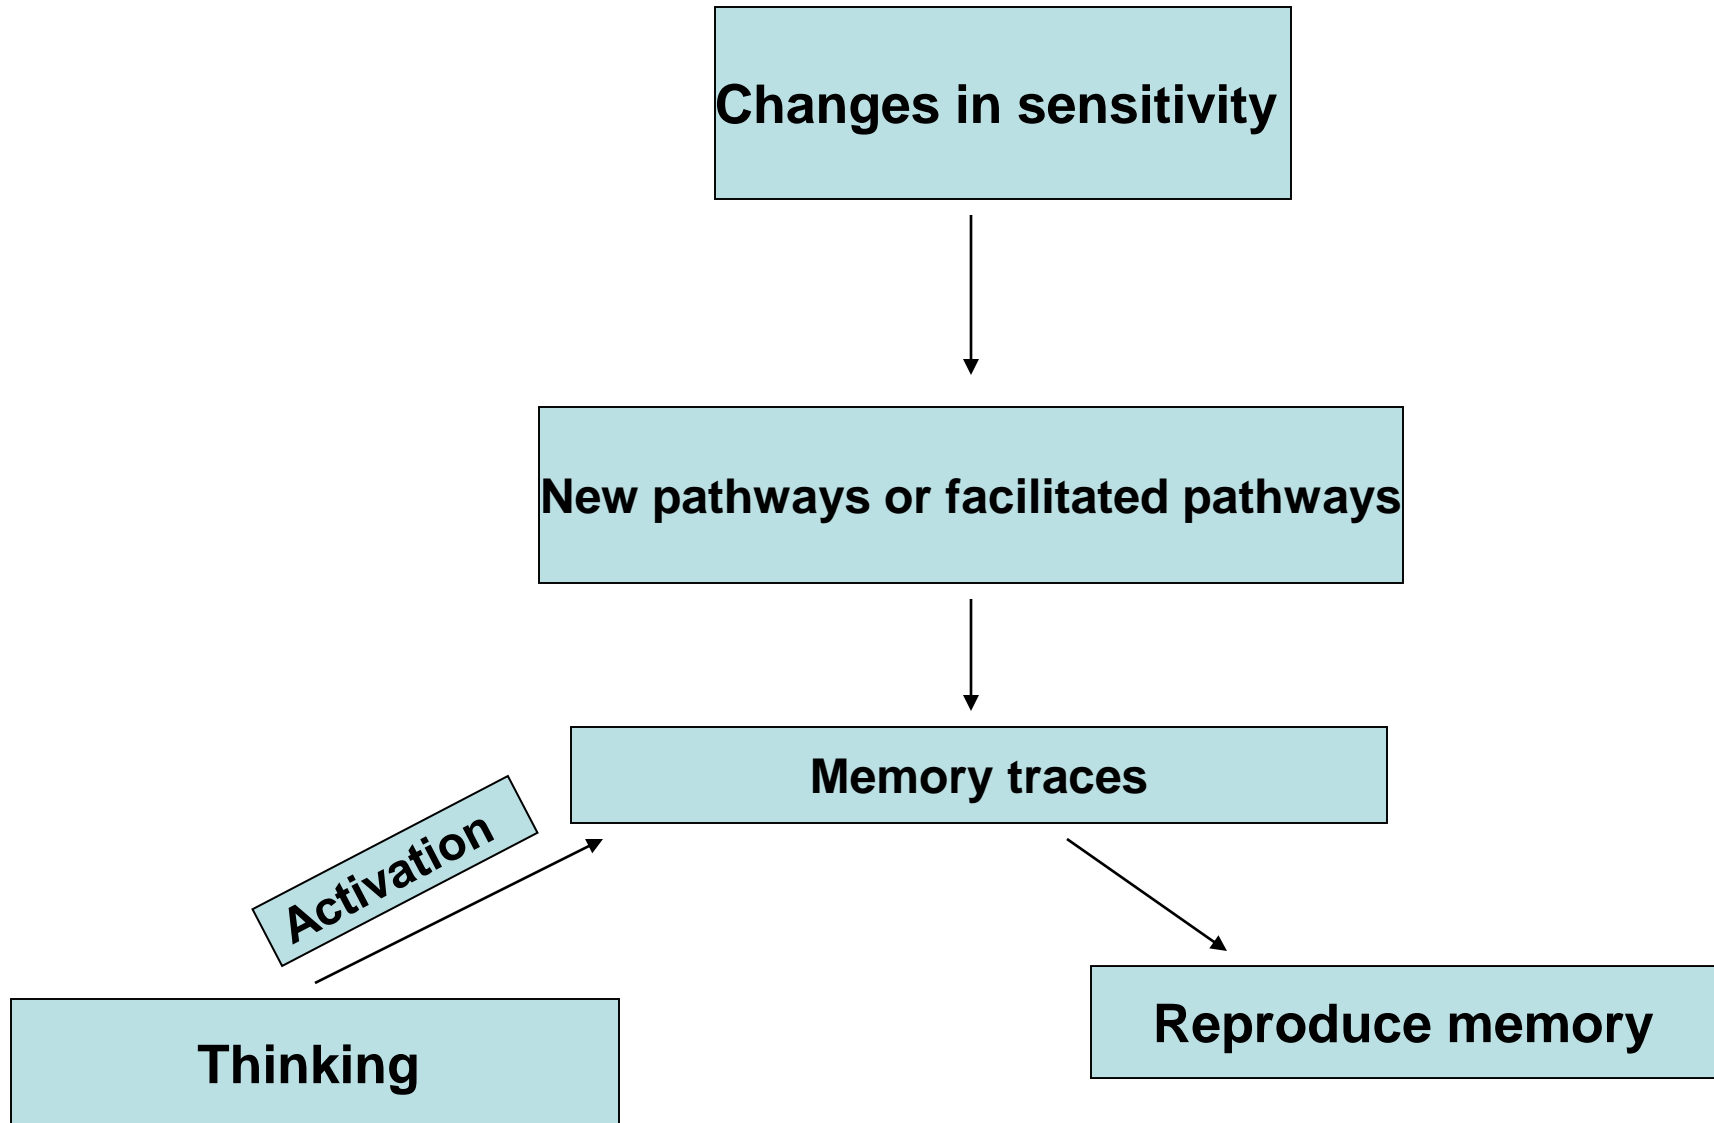 Changes in sensitivity
New pathways or facilitated pathways
Memory traces
Activation
Reproduce memory
Thinking